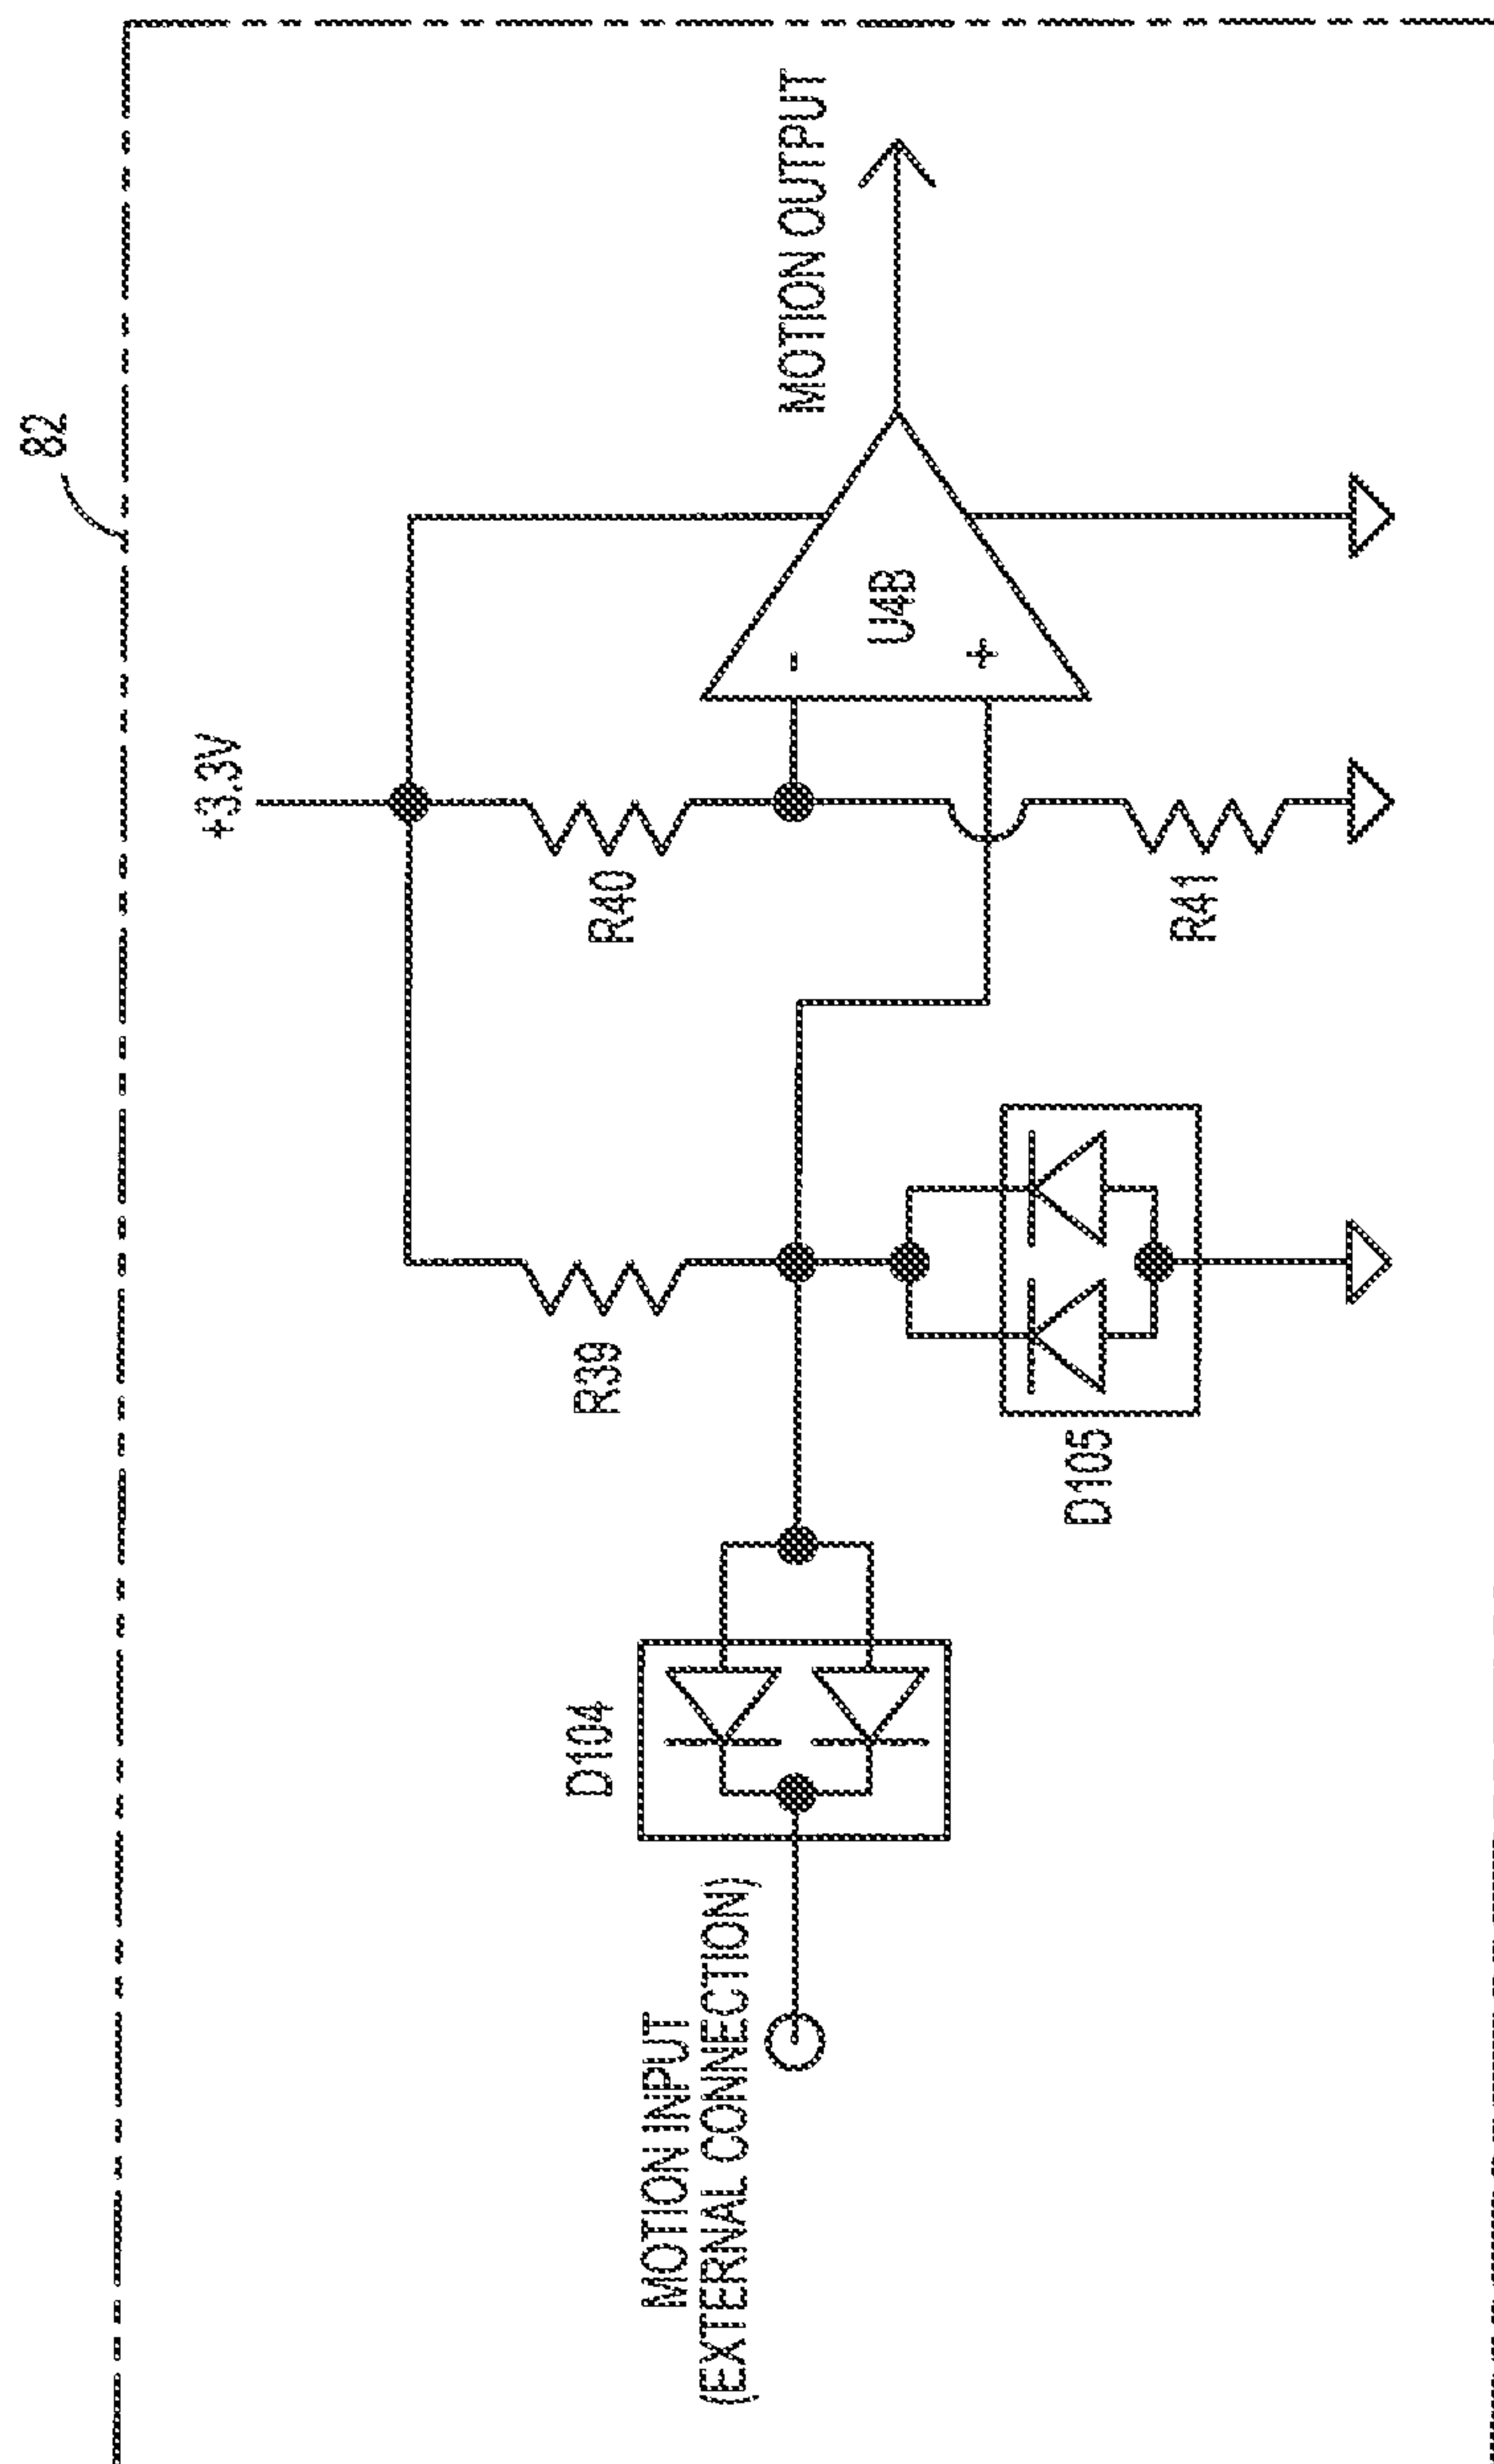 82
+3.3V
MOTION OUTPUT
R40
U4B
-
+
R39
R41
D104
D105
MOTION INPUT
(EXTERNAL CONNECTION)